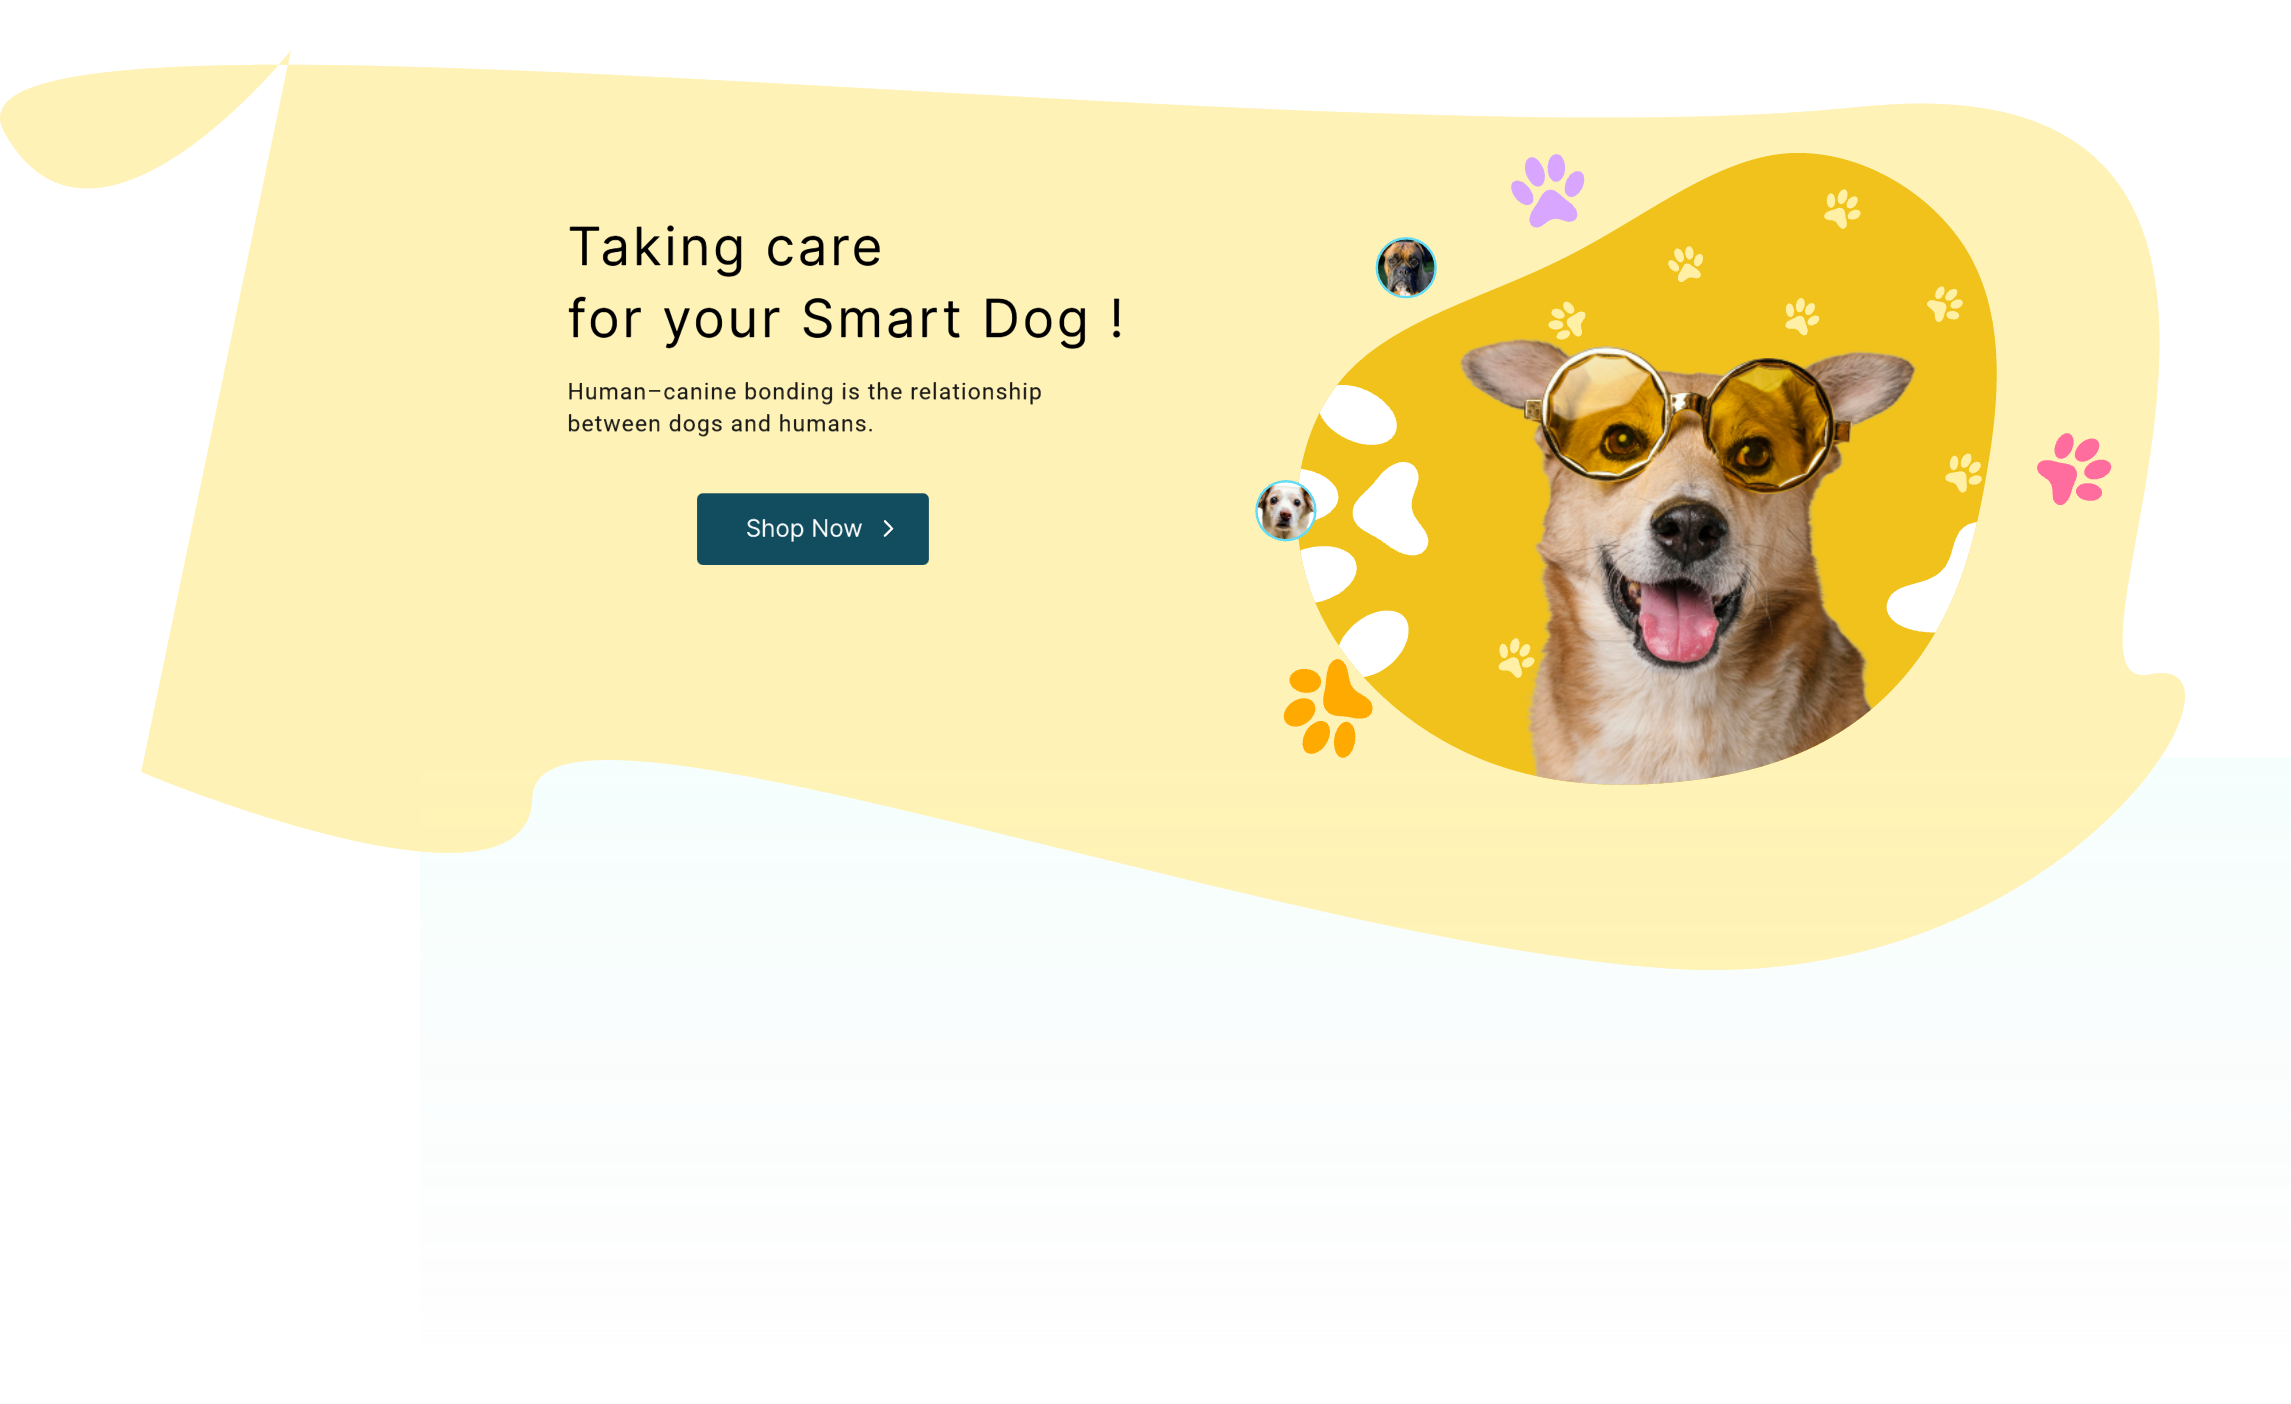 Taking care
for your Smart Dog !
Human–canine bonding is the relationship
between dogs and humans.
Shop Now